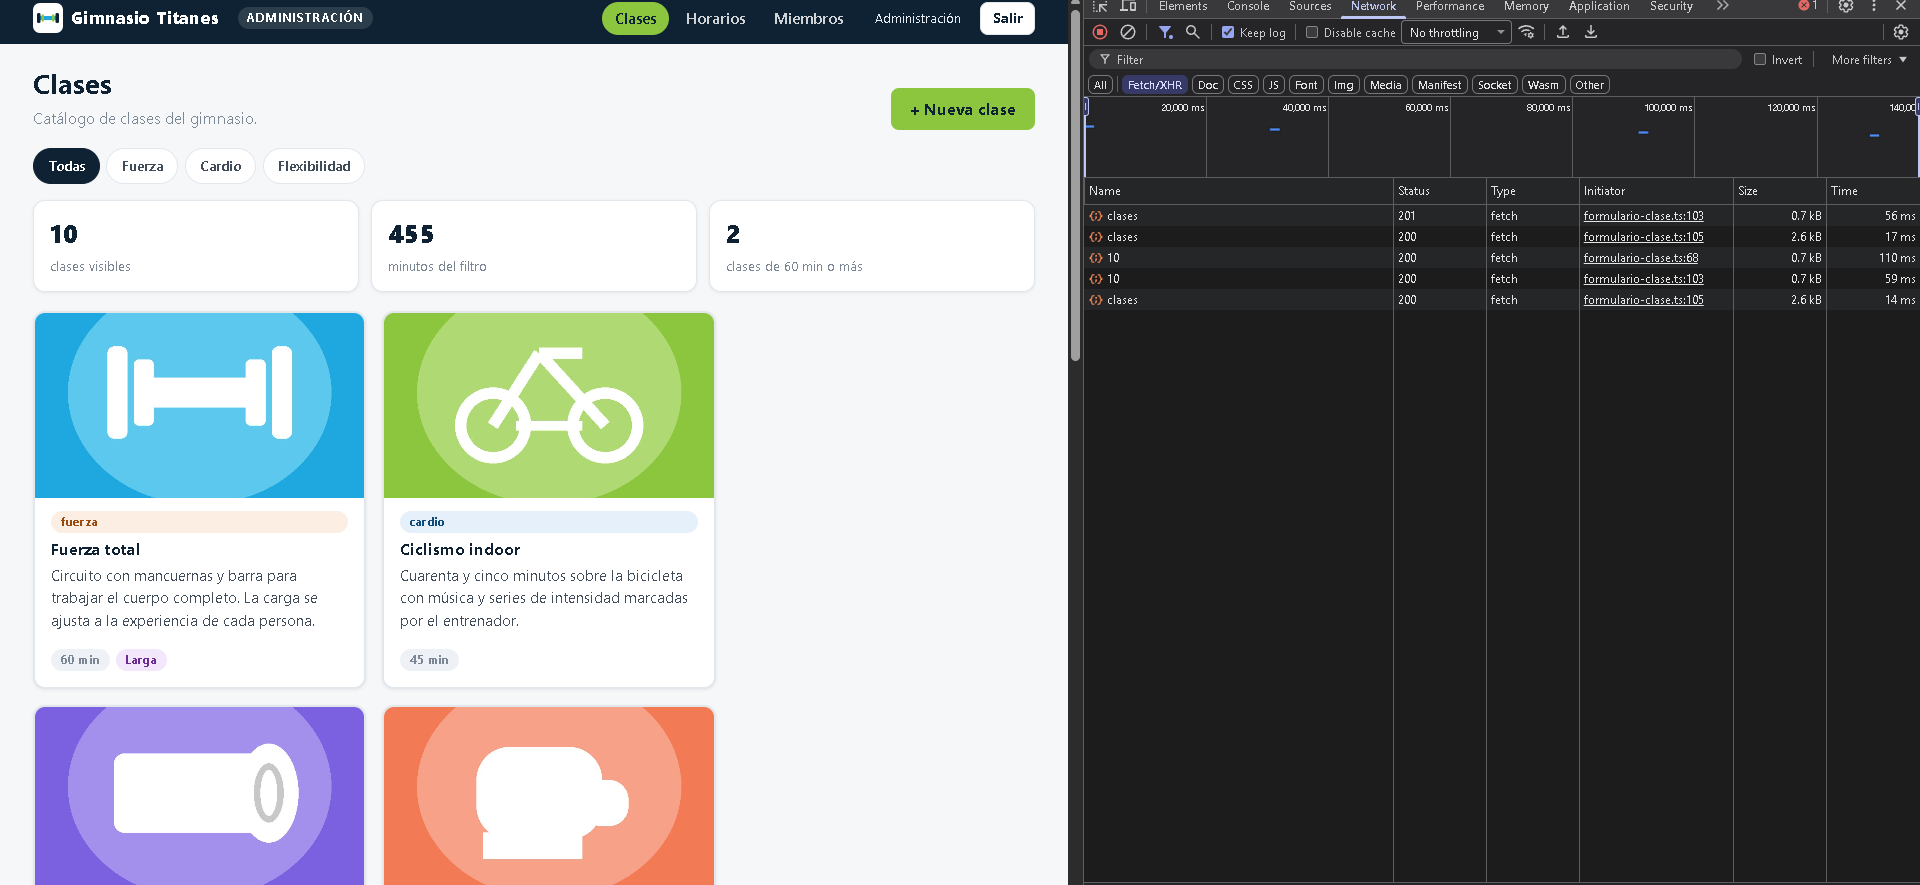 Gimnasio Titanes
ADMINISTRACIÓN
Clases
Horarios
Miembros
Administración
Salir
Clases
Catálogo de clases del gimnasio.
+ Nueva clase
Todas
Fuerza
Cardio
Flexibilidad
10
clases visibles
455
minutos del filtro
2
clases de 60 min o más
fuerza
Fuerza total
Circuito con mancuernas y barra para
trabajar el cuerpo completo. La carga se
ajusta a la experiencia de cada persona.
60 min
Larga
cardio
Ciclismo indoor
Cuarenta y cinco minutos sobre la bicicleta
con música y series de intensidad marcadas
por el entrenador.
45 min
Elements
Console
Sources
Network
Performance
Memory
Application
Security
1
Keep log
Disable cache
No throttling
Filter
Invert
More filters
All
Fetch/XHR
Doc
CSS
JS
Font
Img
Media
Manifest
Socket
Wasm
Other
20,000 ms
40,000 ms
60,000 ms
80,000 ms
100,000 ms
120,000 ms
140,00
Name Status Type Initiator Size Time
clases 201 fetch formulario-clase.ts:103 0.7 kB 56 ms
clases 200 fetch formulario-clase.ts:105 2.6 kB 17 ms
10 200 fetch formulario-clase.ts:68 0.7 kB 110 ms
10 200 fetch formulario-clase.ts:103 0.7 kB 59 ms
clases 200 fetch formulario-clase.ts:105 2.6 kB 14 ms